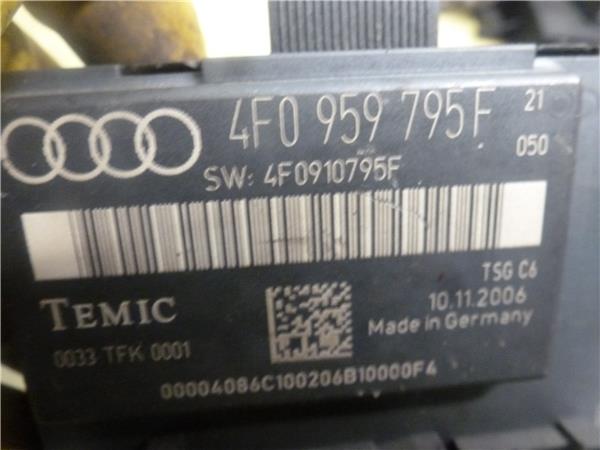 4F0 959 795F 21
050
SW: 4F0910795F
TSG C6
TEMIC
10.11.2006
Made in Germany
0033 TFK 0001
00004086C100206B10000F4